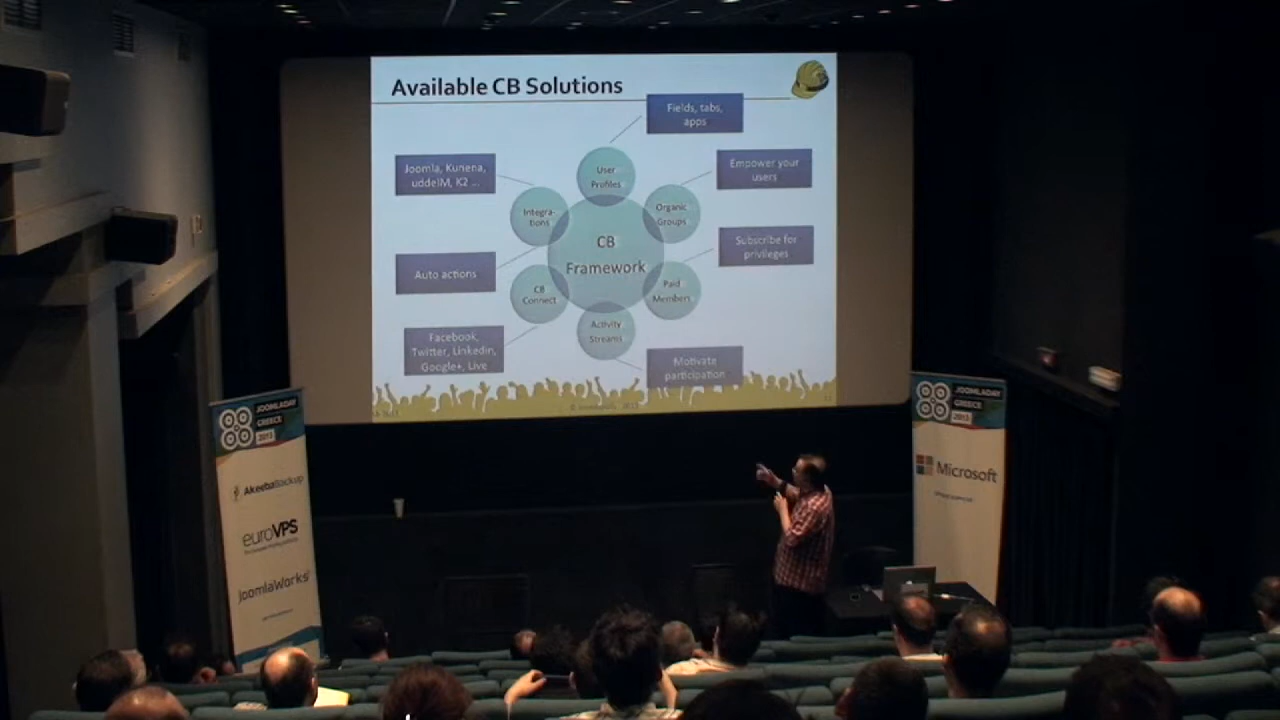 Available CB Solutions
Fields, tabs,
apps
Joomla, Kunena,
uddeIM, K2 ...
User
Profiles
Empower your
users
Integra-
tions
Organic
Groups
CB
Framework
Subscribe for
privileges
Auto actions
CB
Connect
Paid
Members
Activity
Streams
Facebook,
Twitter, Linkedin,
Google+, Live
Motivate
participation
JOOMLADAY
GREECE
2013
AkeebaBackup
euroVPS
JoomlaWorks
JOOMLADAY
GREECE
2013
Microsoft